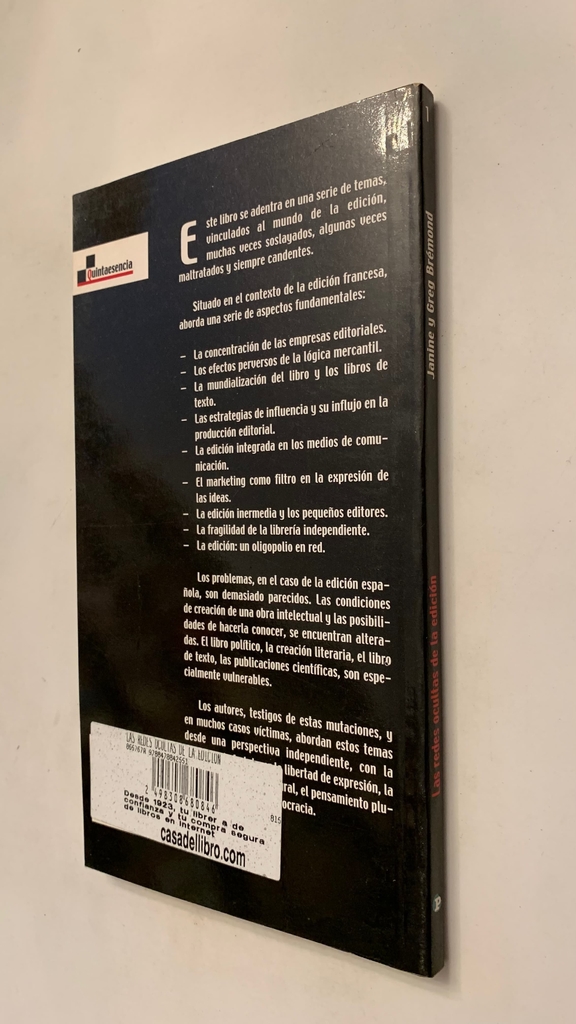 Quintaesencia
Este libro se adentra en una serie de temas,
vinculados al mundo de la edición,
muchas veces soslayados, algunas veces
maltratados y siempre candentes.
Situado en el contexto de la edición francesa,
aborda una serie de aspectos fundamentales:
– La concentración de las empresas editoriales.
– Los efectos perversos de la lógica mercantil.
– La mundialización del libro y los libros de
texto.
– Las estrategias de influencia y su influjo en la
producción editorial.
– La edición integrada en los medios de comu-
nicación.
– El marketing como filtro en la expresión de
las ideas.
– La edición inermedia y los pequeños editores.
– La fragilidad de la librería independiente.
– La edición: un oligopolio en red.
Los problemas, en el caso de la edición espa-
ñola, son demasiado parecidos. Las condiciones
de creación de una obra intelectual y las posibili-
dades de hacerla conocer, se encuentran altera-
das. El libro político, la creación literaria, el libro
de texto, las publicaciones científicas, son espe-
cialmente vulnerables.
Los autores, testigos de estas mutaciones, y
en muchos casos víctimas, abordan estos temas
desde una perspectiva independiente, con la
libertad de expresión, la
ral, el pensamiento plu-
ocracia.
LAS REDES OCULTAS DE LA EDICION
2 498308 680846
815
Desde 1923, tu librer a de
confianza y tu compra segura
de libros en internet
casadellibro.com
1
Janine y Greg Brémond
Las redes ocultas de la edición